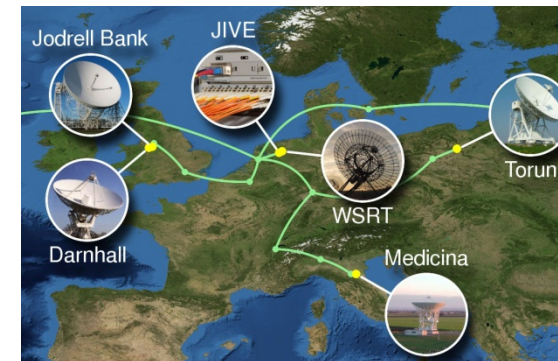 Jodrell Bank
JIVE
Torun
WSRT
Darnhall
Medicina